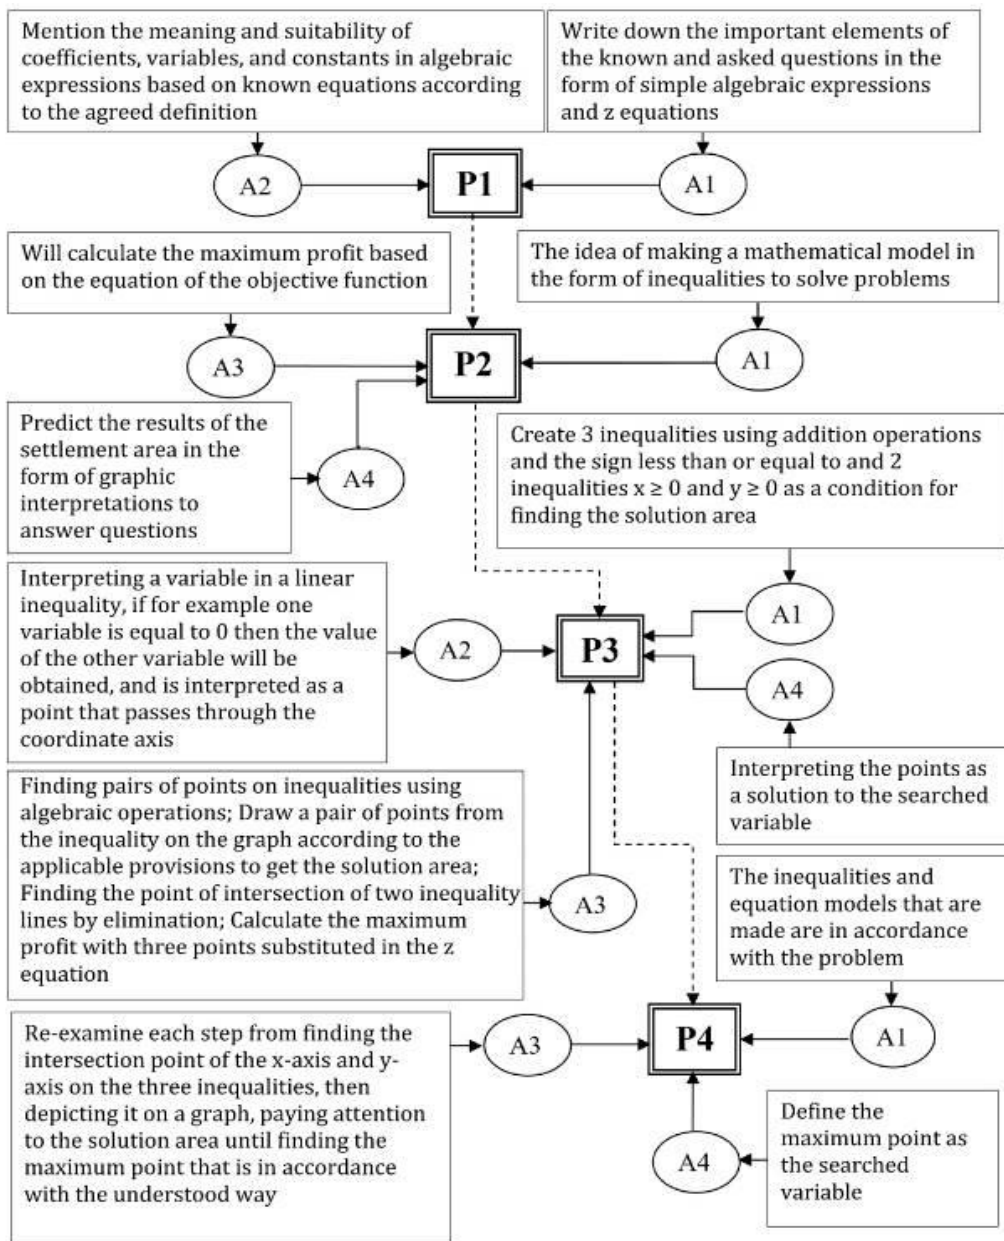 Mention the meaning and suitability of
coefficients, variables, and constants in algebraic
expressions based on known equations according
to the agreed definition
Write down the important elements of
the known and asked questions in the
form of simple algebraic expressions
and z equations
A2
P1
A1
Will calculate the maximum profit based
on the equation of the objective function
The idea of making a mathematical model in
the form of inequalities to solve problems
A3
P2
A1
Predict the results of the
settlement area in the
form of graphic
interpretations to
answer questions
A4
Create 3 inequalities using addition operations
and the sign less than or equal to and 2
inequalities x ≥ 0 and y ≥ 0 as a condition for
finding the solution area
Interpreting a variable in a linear
inequality, if for example one
variable is equal to 0 then the value
of the other variable will be
obtained, and is interpreted as a
point that passes through the
coordinate axis
A2
P3
A1
A4
Interpreting the points as
a solution to the searched
variable
Finding pairs of points on inequalities using
algebraic operations; Draw a pair of points from
the inequality on the graph according to the
applicable provisions to get the solution area;
Finding the point of intersection of two inequality
lines by elimination; Calculate the maximum
profit with three points substituted in the z
equation
A3
The inequalities and
equation models that are
made are in accordance
with the problem
Re-examine each step from finding the
intersection point of the x-axis and y-
axis on the three inequalities, then
depicting it on a graph, paying attention
to the solution area until finding the
maximum point that is in accordance
with the understood way
A3
P4
A1
A4
Define the
maximum point as
the searched
variable